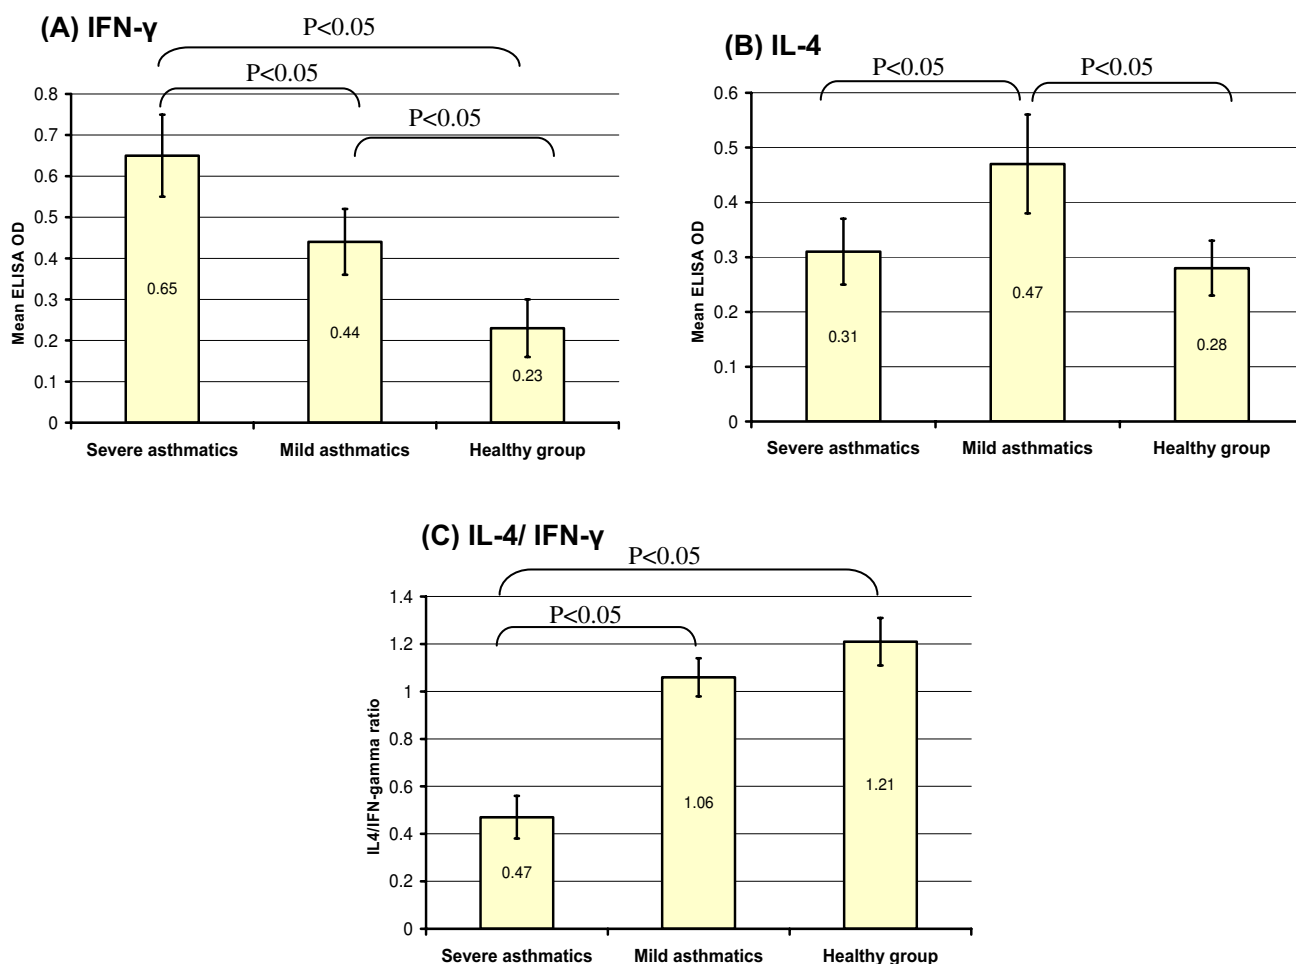 (A) IFN-γ
P<0.05
P<0.05
P<0.05
0.8
0.7
0.6
0.5
0.4
0.3
0.2
0.1
0
Mean ELISA OD
0.65
0.44
0.23
Severe asthmatics
Mild asthmatics
Healthy group
(B) IL-4
P<0.05
P<0.05
0.6
0.5
0.4
0.3
0.2
0.1
0
Mean ELISA OD
0.31
0.47
0.28
Severe asthmatics
Mild asthmatics
Healthy group
(C) IL-4/ IFN-γ
P<0.05
P<0.05
1.4
1.2
1
0.8
0.6
0.4
0.2
0
IL4/IFN-gamma ratio
0.47
1.06
1.21
Severe asthmatics
Mild asthmatics
Healthy group